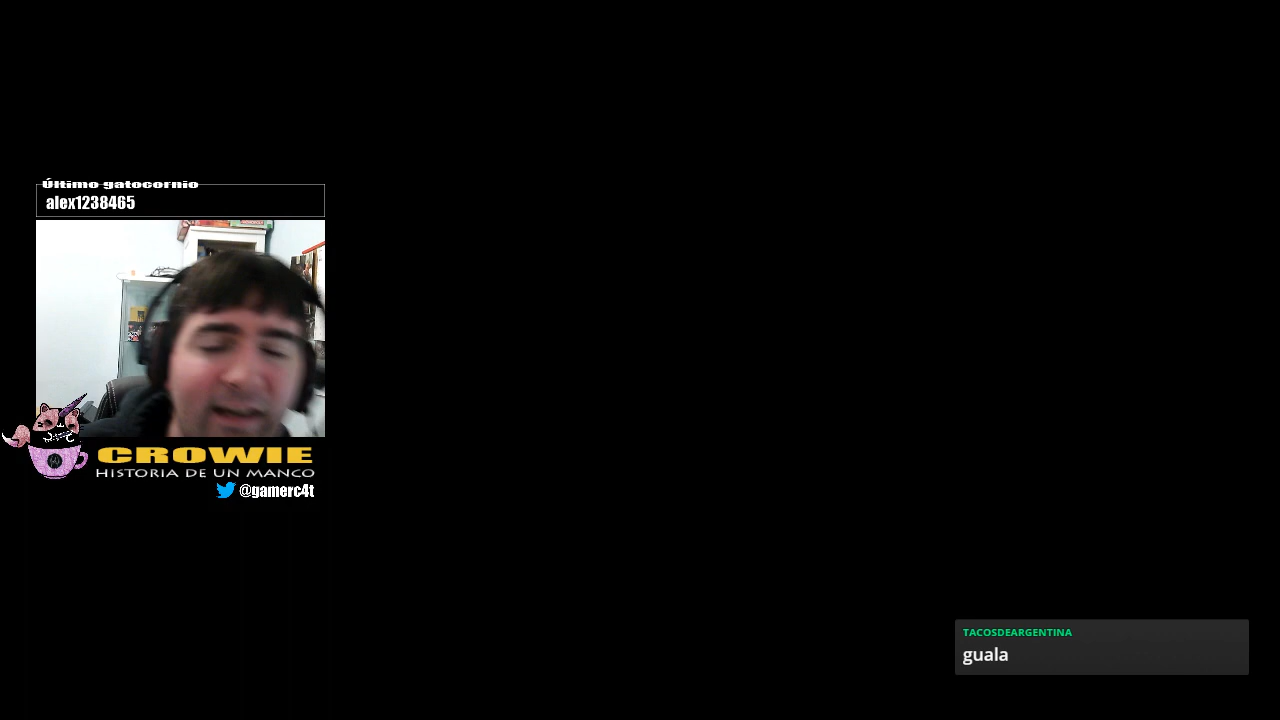 Último gatocornio
alex1238465
CROWIE
HISTORIA DE UN MANCO
@gamerc4t
TACOSDEARGENTINA
guala